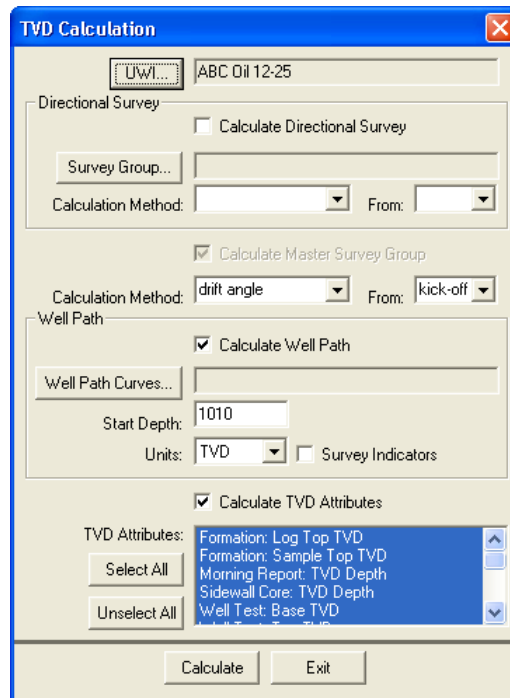 TVD Calculation
UWI... ABC Oil 12-25
Directional Survey
Calculate Directional Survey
Survey Group...
Calculation Method: From:
Calculate Master Survey Group
Calculation Method: drift angle From: kick-off
Well Path
Calculate Well Path
Well Path Curves...
Start Depth: 1010
Units: TVD Survey Indicators
Calculate TVD Attributes
TVD Attributes: Formation: Log Top TVD
Formation: Sample Top TVD
Select All Morning Report: TVD Depth
Sidewall Core: TVD Depth
Unselect All Well Test: Base TVD
Calculate Exit